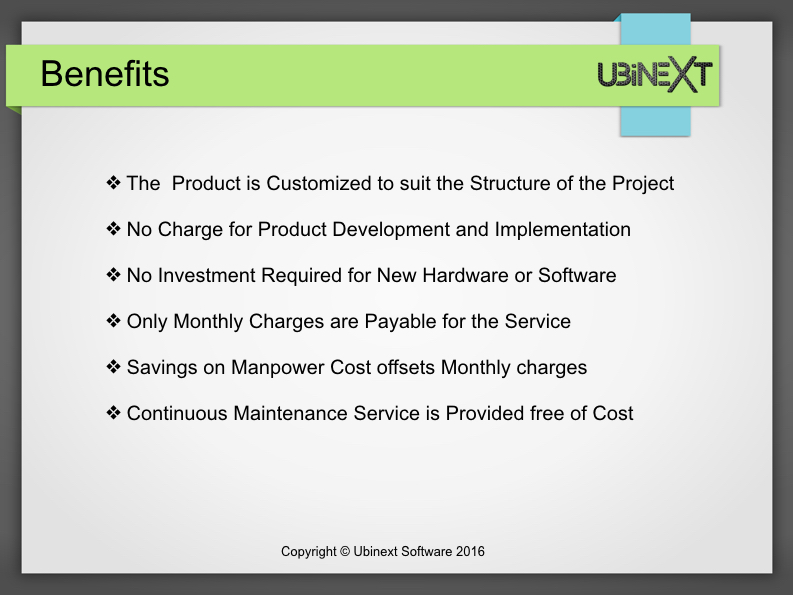 Benefits
UBiNEXT
❖ The  Product is Customized to suit the Structure of the Project
❖ No Charge for Product Development and Implementation
❖ No Investment Required for New Hardware or Software
❖ Only Monthly Charges are Payable for the Service
❖ Savings on Manpower Cost offsets Monthly charges
❖ Continuous Maintenance Service is Provided free of Cost
Copyright © Ubinext Software 2016